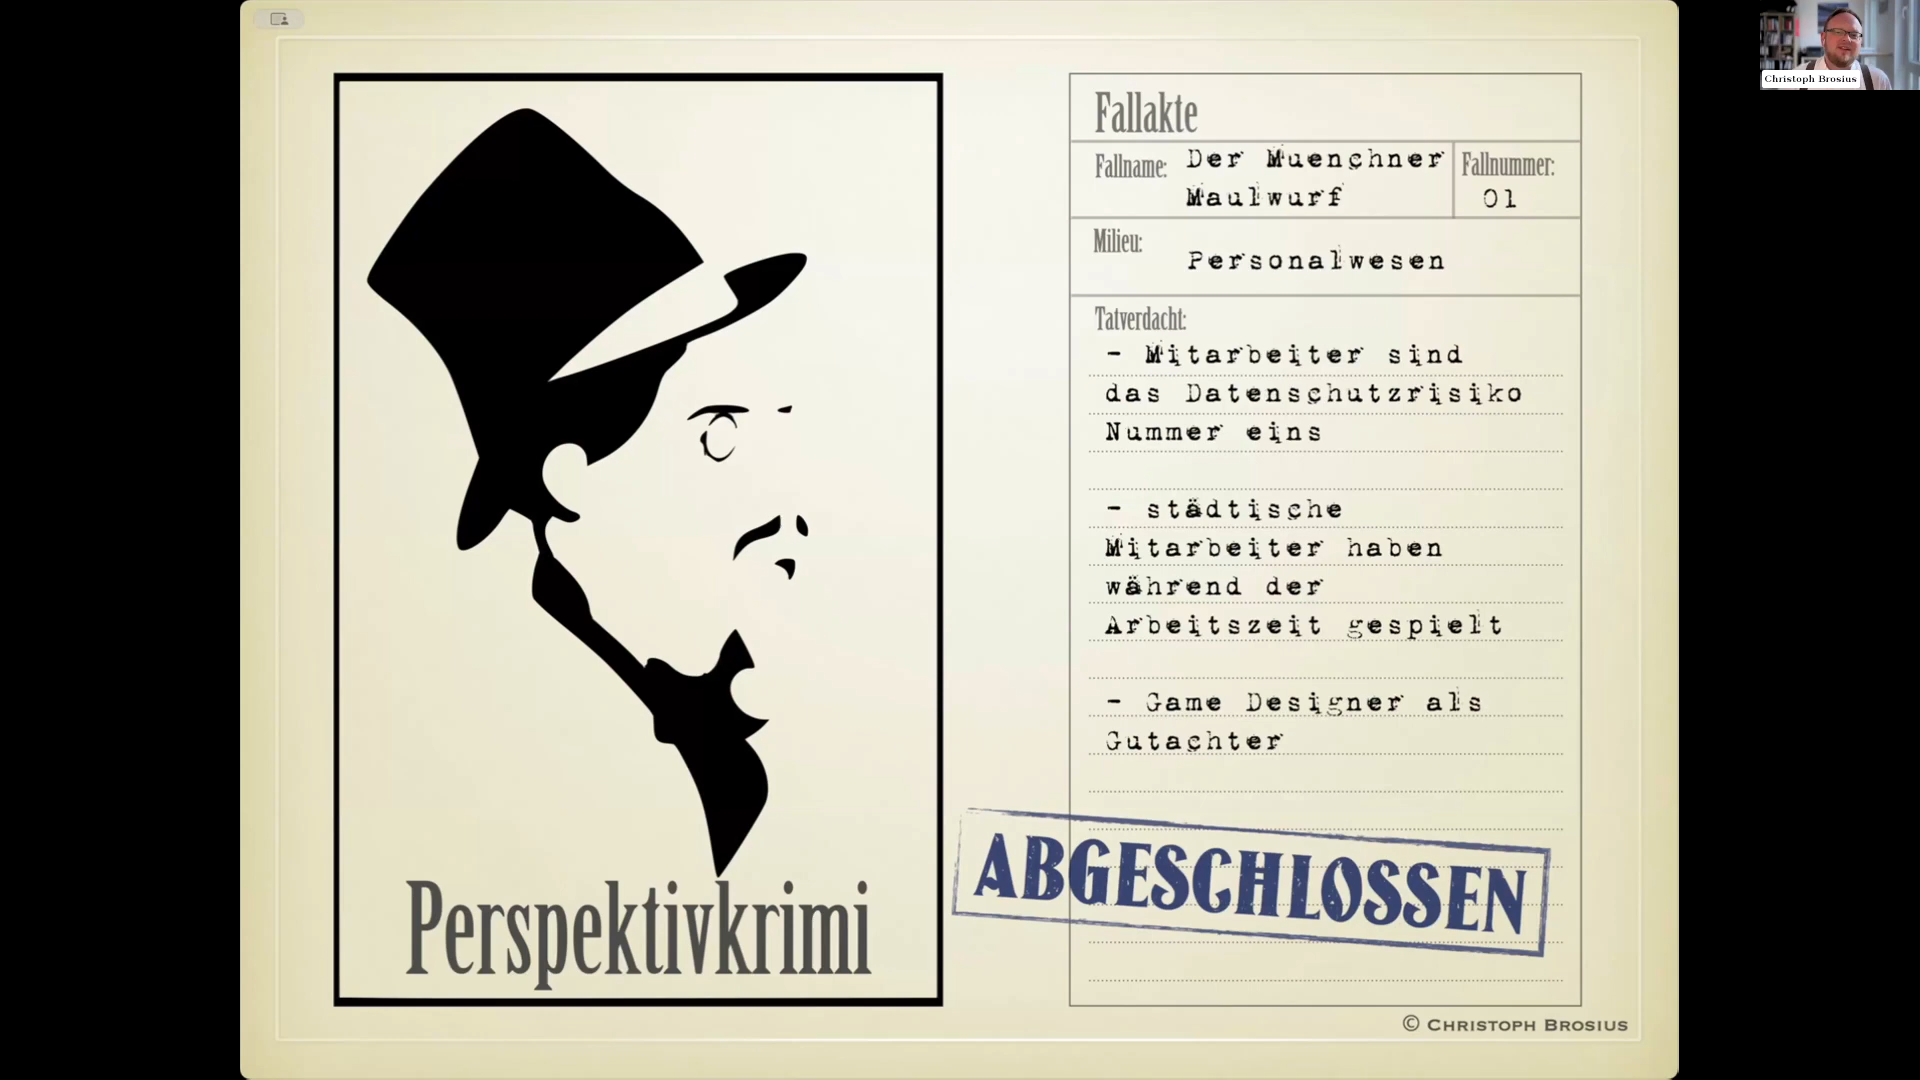 Christoph Brosius
Fallakte
Fallname: Der Muenchner
Maulwurf
Fallnummer:
01
Milieu:
Personalwesen
Tatverdacht:
- Mitarbeiter sind
das Datenschutzrisiko
Nummer eins
- städtische
Mitarbeiter haben
während der
Arbeitszeit gespielt
- Game Designer als
Gutachter
ABGESCHLOSSEN
Perspektivkrimi
© CHRISTOPH BROSIUS